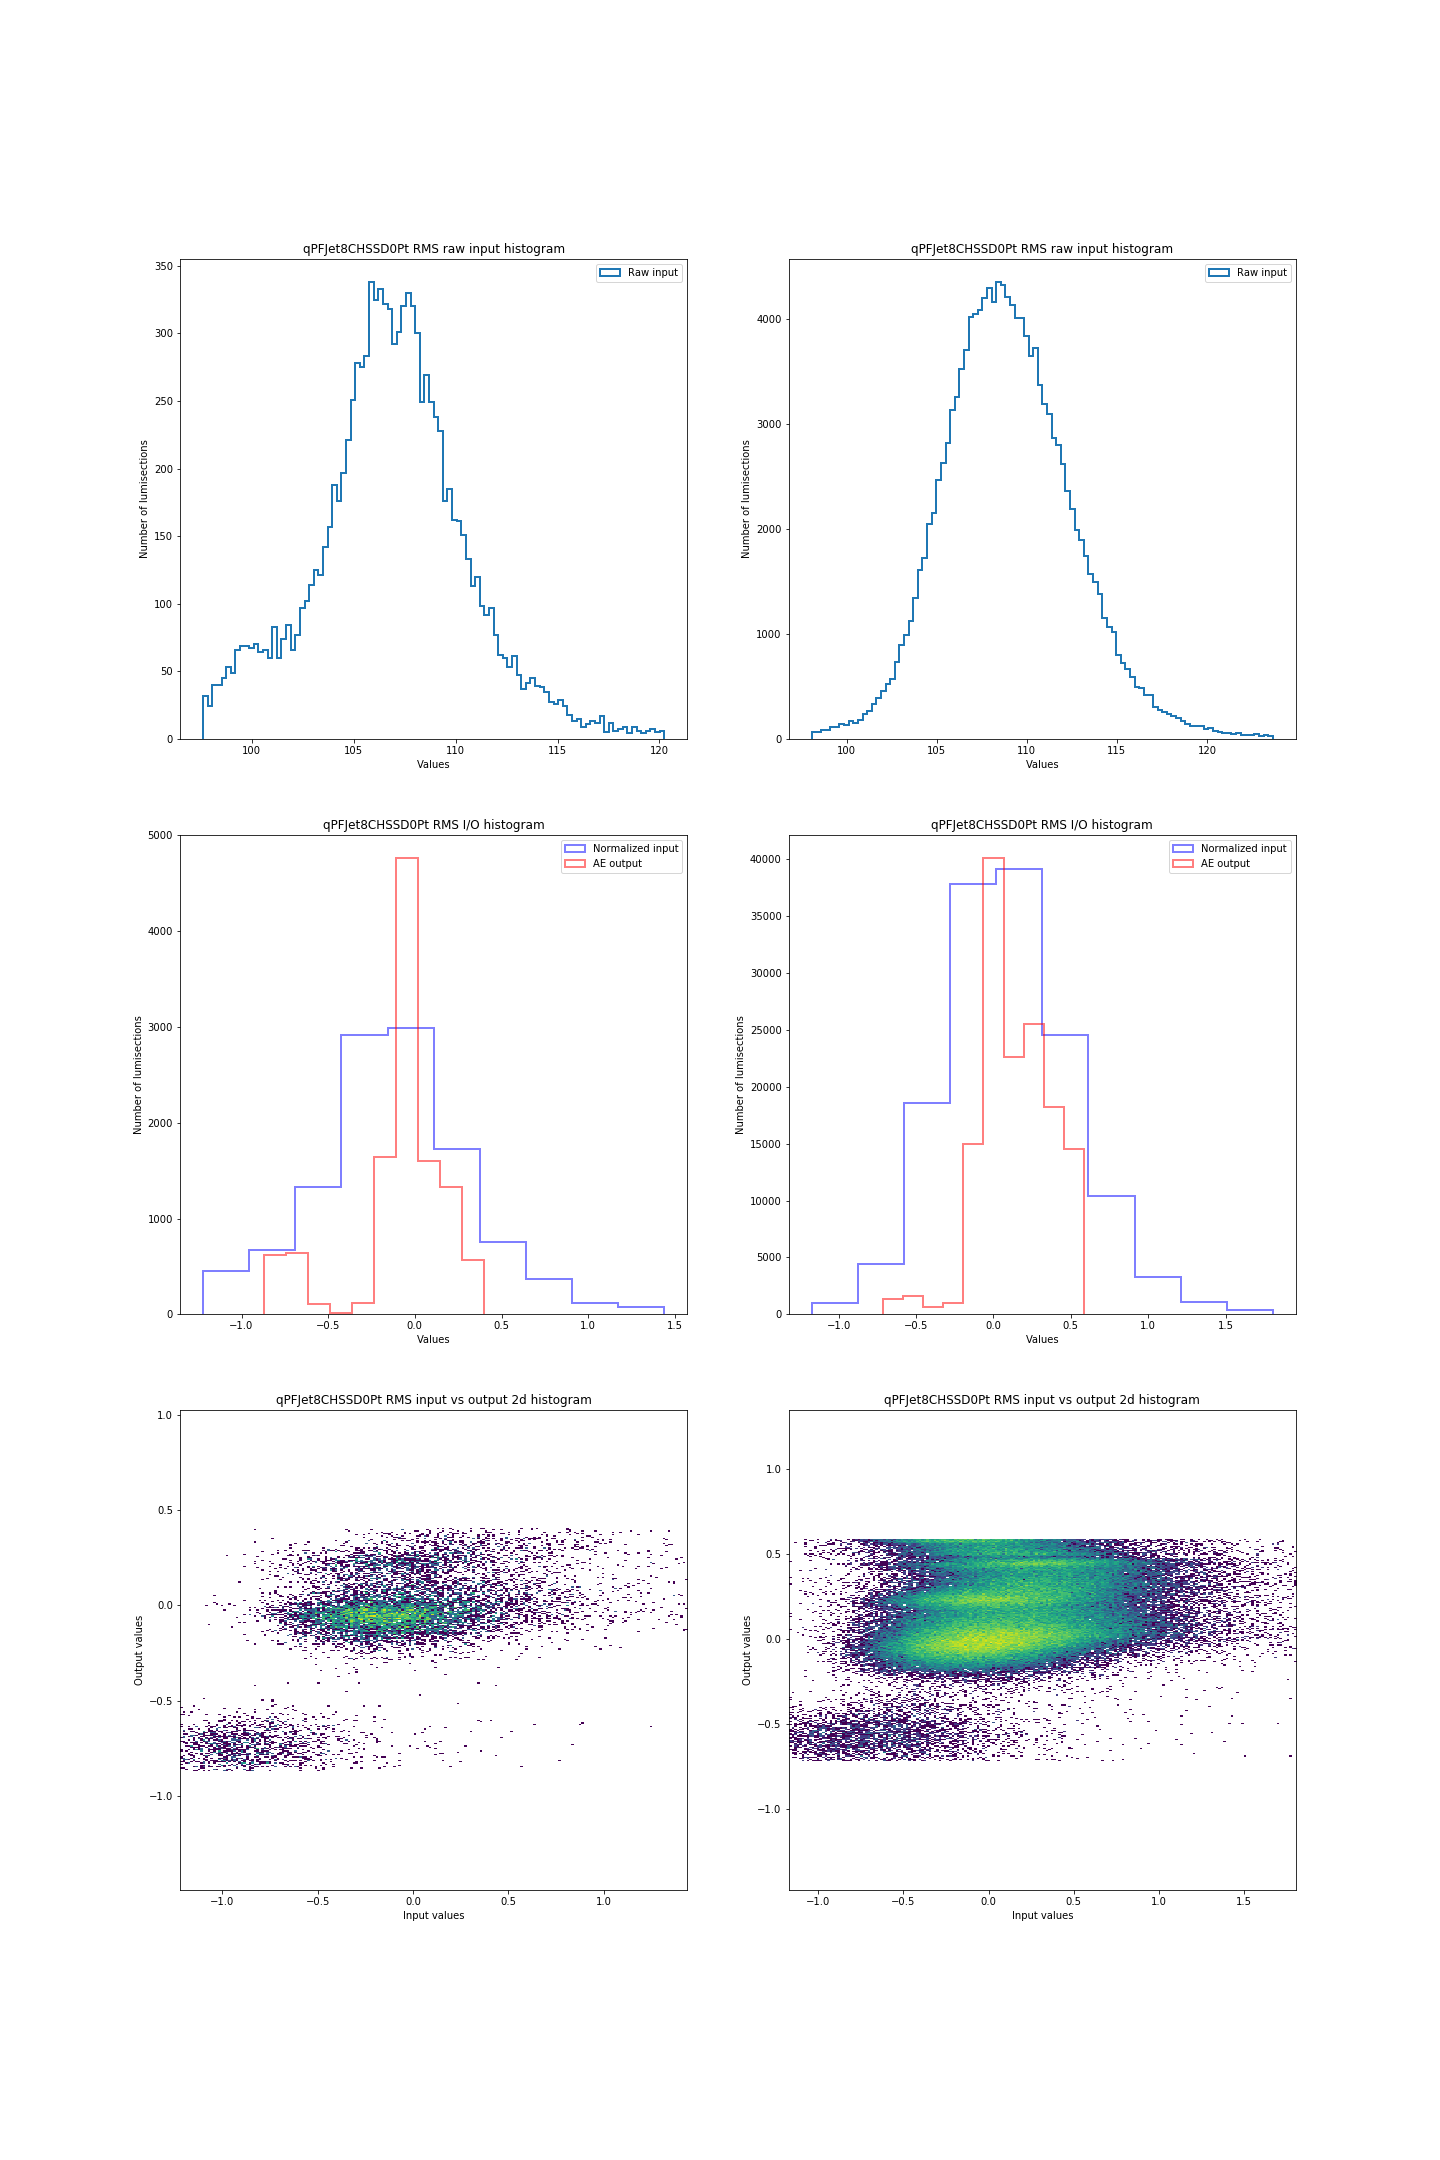 qPFJet8CHSSD0Pt RMS raw input histogram
Raw input
Number of lumisections
350
300
250
200
150
100
50
0
100 105 110 115 120
Values
qPFJet8CHSSD0Pt RMS raw input histogram
Raw input
Number of lumisections
4000
3000
2000
1000
0
100 105 110 115 120
Values
qPFJet8CHSSD0Pt RMS I/O histogram
Normalized input
AE output
Number of lumisections
5000
4000
3000
2000
1000
0
−1.0 −0.5 0.0 0.5 1.0 1.5
Values
qPFJet8CHSSD0Pt RMS I/O histogram
Normalized input
AE output
Number of lumisections
40000
35000
30000
25000
20000
15000
10000
5000
0
−1.0 −0.5 0.0 0.5 1.0 1.5
Values
qPFJet8CHSSD0Pt RMS input vs output 2d histogram
Output values
1.0
0.5
0.0
−0.5
−1.0
−1.0 −0.5 0.0 0.5 1.0
Input values
qPFJet8CHSSD0Pt RMS input vs output 2d histogram
Output values
1.0
0.5
0.0
−0.5
−1.0
−1.0 −0.5 0.0 0.5 1.0 1.5
Input values